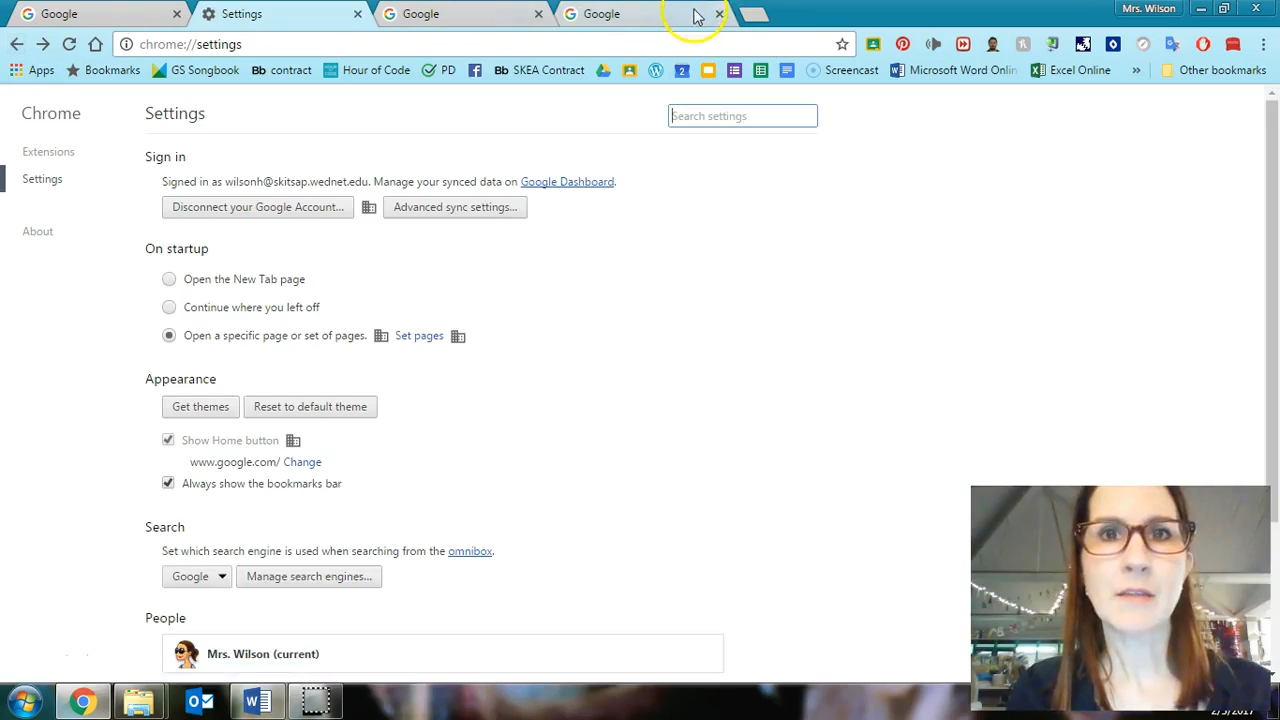 Google
Settings
Google
Google
Mrs. Wilson
chrome://settings
Apps
Bookmarks
GS Songbook
Bb contract
Hour of Code
PD
Bb SKEA Contract
2
Screencast
Microsoft Word Onlin
Excel Online
»
Other bookmarks
Chrome
Settings
Search settings
Extensions
Settings
About
Sign in
Signed in as wilsonh@skitsap.wednet.edu. Manage your synced data on Google Dashboard.
Disconnect your Google Account...
Advanced sync settings...
On startup
Open the New Tab page
Continue where you left off
Open a specific page or set of pages.
Set pages
Appearance
Get themes
Reset to default theme
Show Home button
www.google.com/ Change
Always show the bookmarks bar
Search
Set which search engine is used when searching from the omnibox.
Google
Manage search engines...
People
Mrs. Wilson (current)